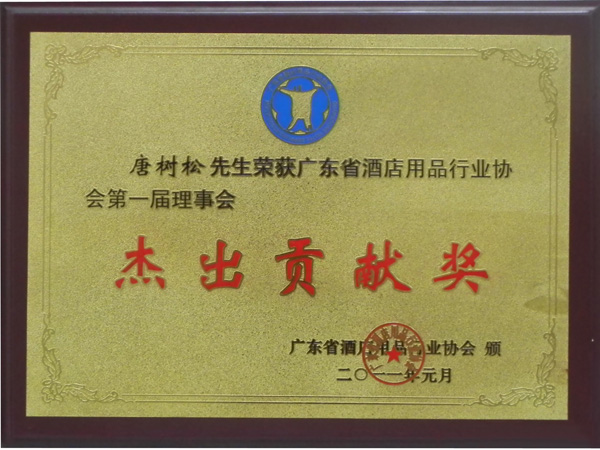 唐树松先生荣获广东省酒店用品行业协
会第一届理事会
杰出贡献奖
广东省酒店用品行业协会 颁
二〇一一年元月